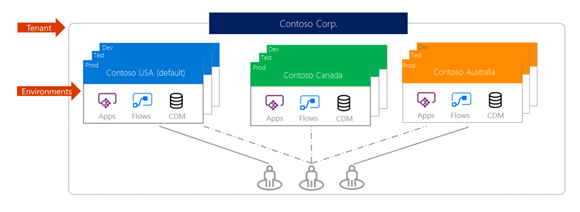 Contoso Corp.
Tenant
Dev
Test
Prod
Contoso USA (default)
Dev
Test
Prod
Contoso Canada
Dev
Test
Prod
Contoso Australia
Environments
Apps Flows CDM
Apps Flows CDM
Apps Flows CDM